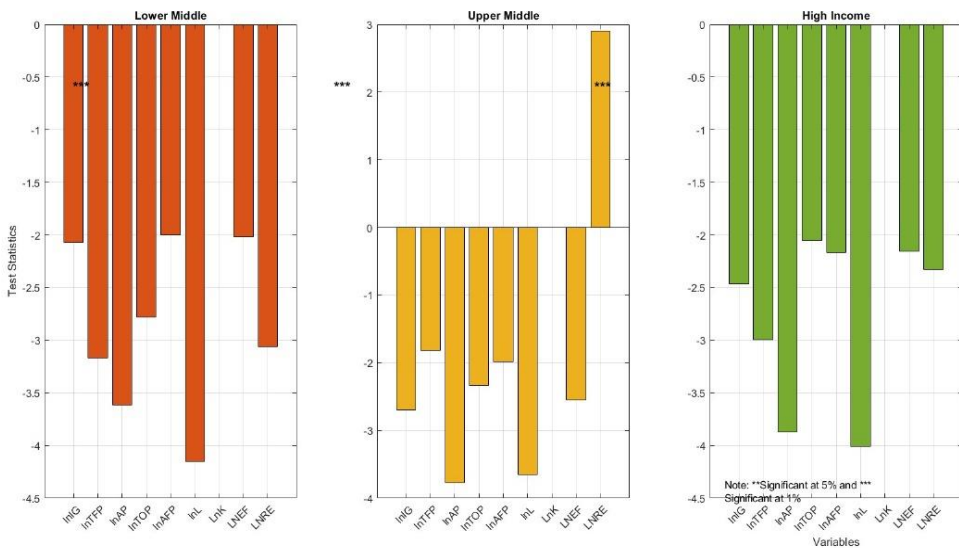 Lower Middle
0
-0.5
-1
-1.5
-2
-2.5
-3
-3.5
-4
-4.5
Test Statistics
***
lnIG
lnTFP
lnAP
lnTOP
lnAFP
lnL
LnK
LNEF
LNRE
Upper Middle
3
2
1
0
-1
-2
-3
-4
***
***
lnIG
lnTFP
lnAP
lnTOP
lnAFP
lnL
LnK
LNEF
LNRE
High Income
0
-0.5
-1
-1.5
-2
-2.5
-3
-3.5
-4
-4.5
Note: **Significant at 5% and ***
Significant at 1%
lnIG
lnTFP
lnAP
lnTOP
lnAFP
lnL
LnK
LNEF
LNRE
Variables